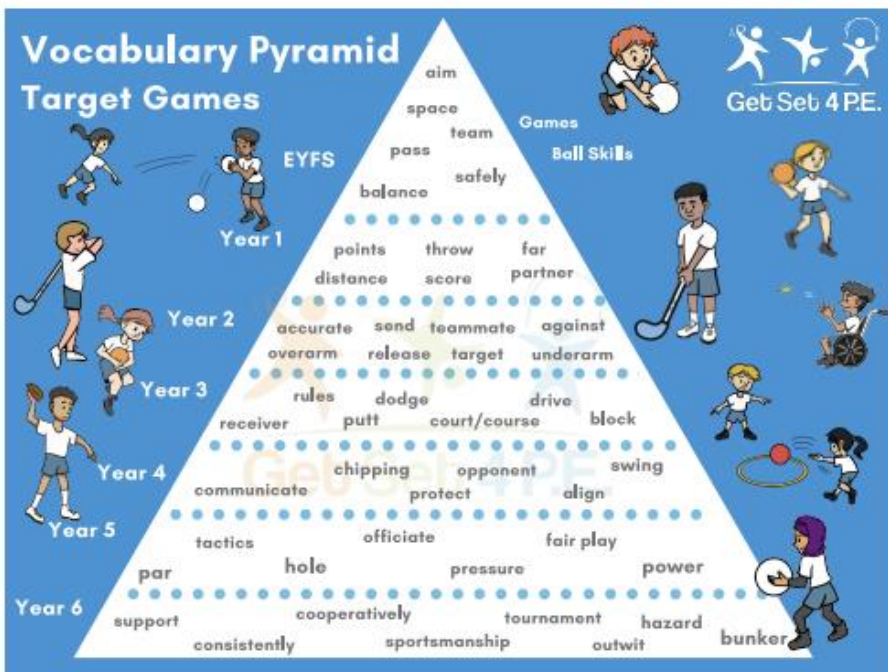 Vocabulary Pyramid
Target Games
Get Set 4 P.E.
Games
Ball Skills
EYFS
aim
space
team
pass
safely
balance
Year 1
points throw far
distance score partner
Year 2
accurate send teammate against
overarm release target underarm
Year 3
rules dodge drive
receiver putt court/course block
Year 4
chipping opponent swing
communicate protect align
Year 5
tactics officiate fair play
par hole pressure power
Year 6
support cooperatively tournament hazard
consistently sportsmanship outwit bunker
Get Set 4 P.E.